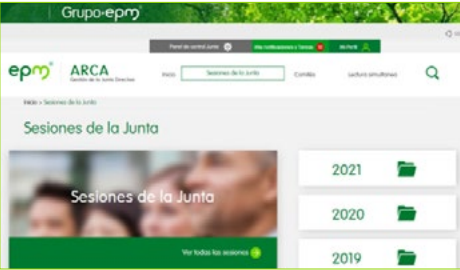 Grupo·epm
Panel de control Junta
Mis notificaciones y Tareas
Mi Perfil
epm
ARCA
Gestión de la Junta Directiva
Inicio
Sesiones de la Junta
Comités
Lectura simultánea
Inicio > Sesiones de la Junta
Sesiones de la Junta
Sesiones de la Junta
Ver todas las sesiones
2021
2020
2019